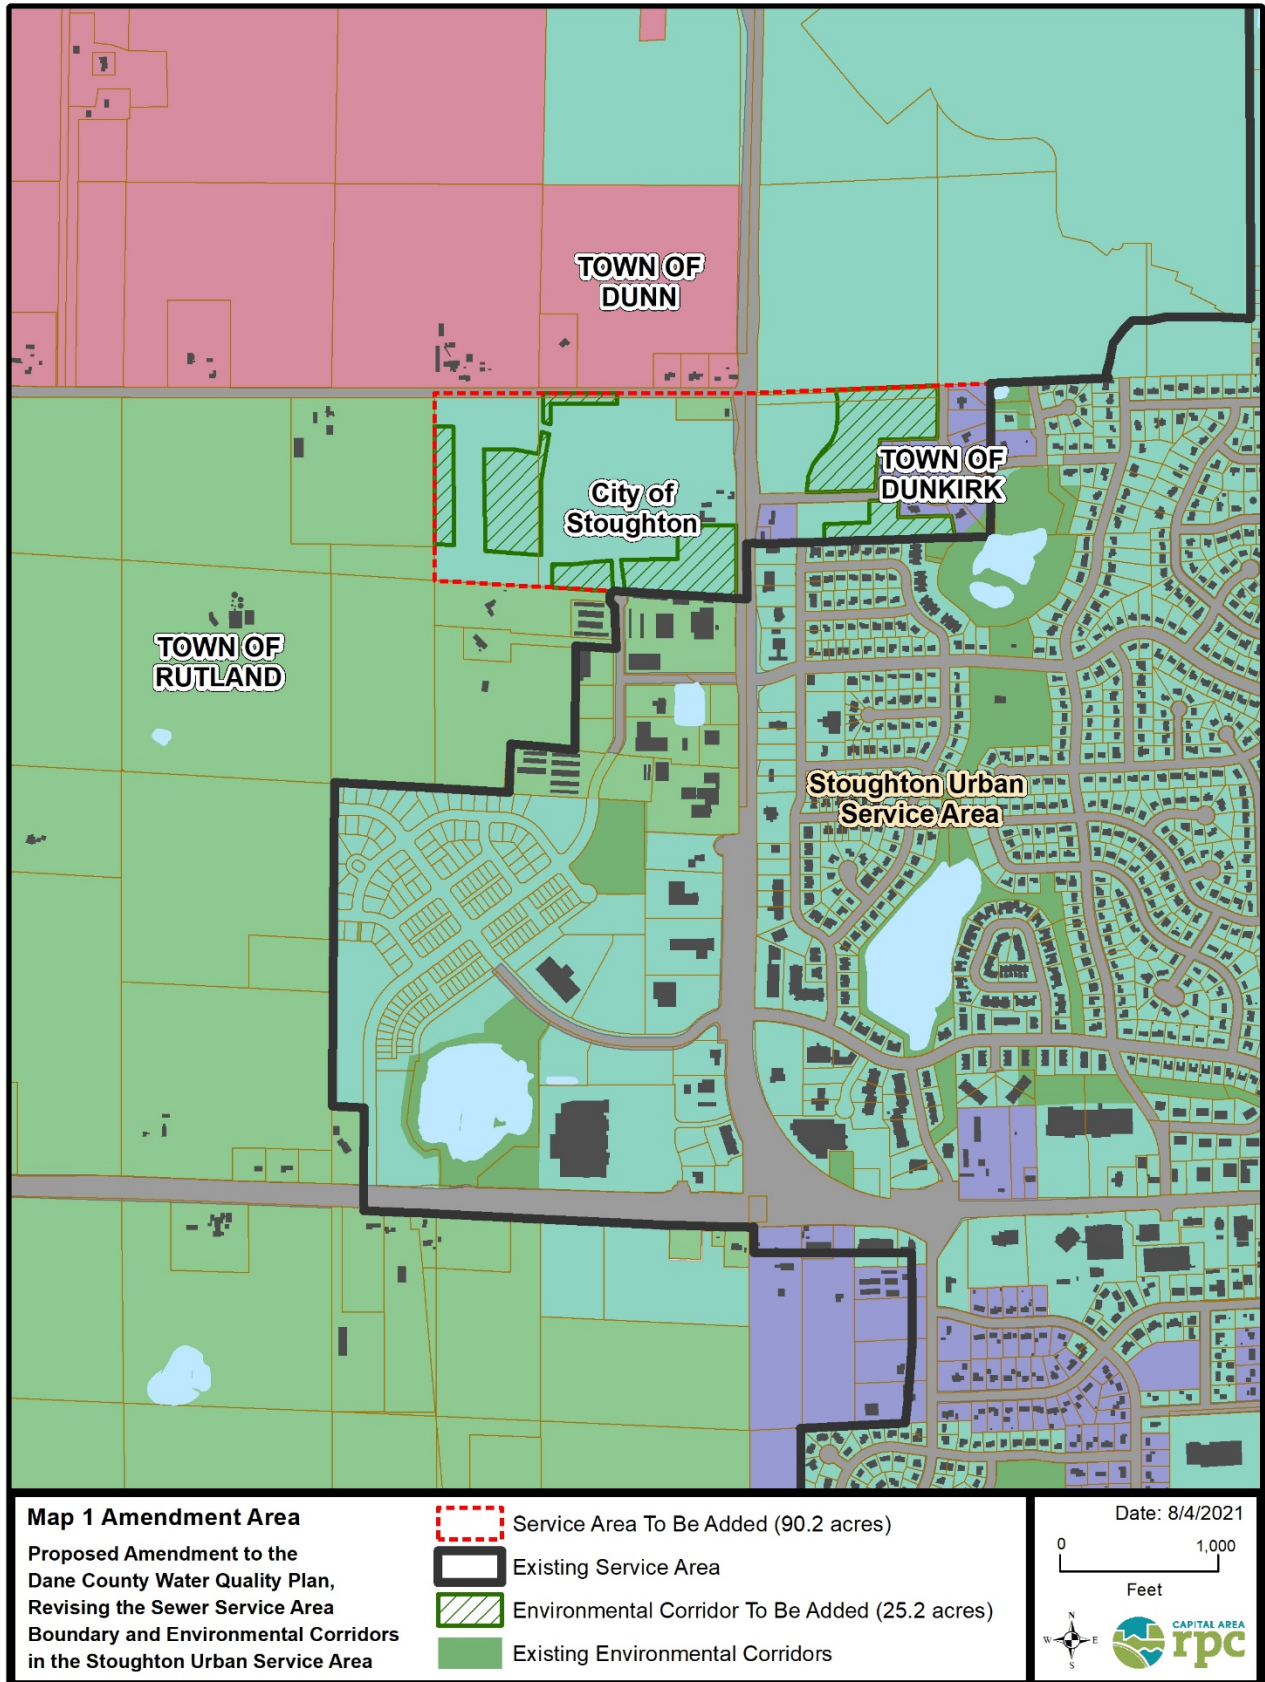 TOWN OF
DUNN
TOWN OF
DUNKIRK
City of
Stoughton
TOWN OF
RUTLAND
Stoughton Urban
Service Area
Map 1 Amendment Area
Proposed Amendment to the
Dane County Water Quality Plan,
Revising the Sewer Service Area
Boundary and Environmental Corridors
in the Stoughton Urban Service Area
Service Area To Be Added (90.2 acres)
Existing Service Area
Environmental Corridor To Be Added (25.2 acres)
Existing Environmental Corridors
Date: 8/4/2021
0 1,000
Feet
N
W E
S
CAPITAL AREA
rpc